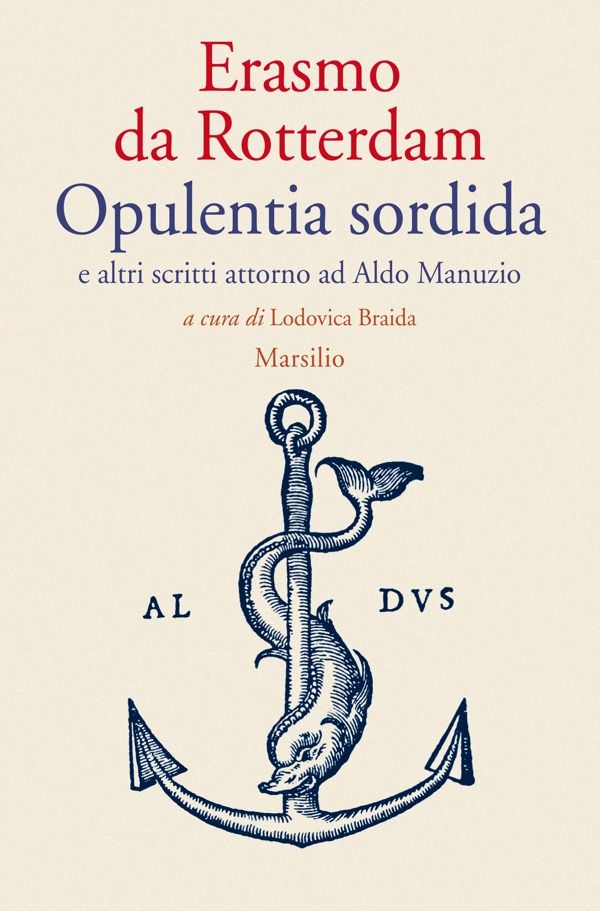 Erasmo
da Rotterdam
Opulentia sordida
e altri scritti attorno ad Aldo Manuzio
a cura di Lodovica Braida
Marsilio
AL DVS